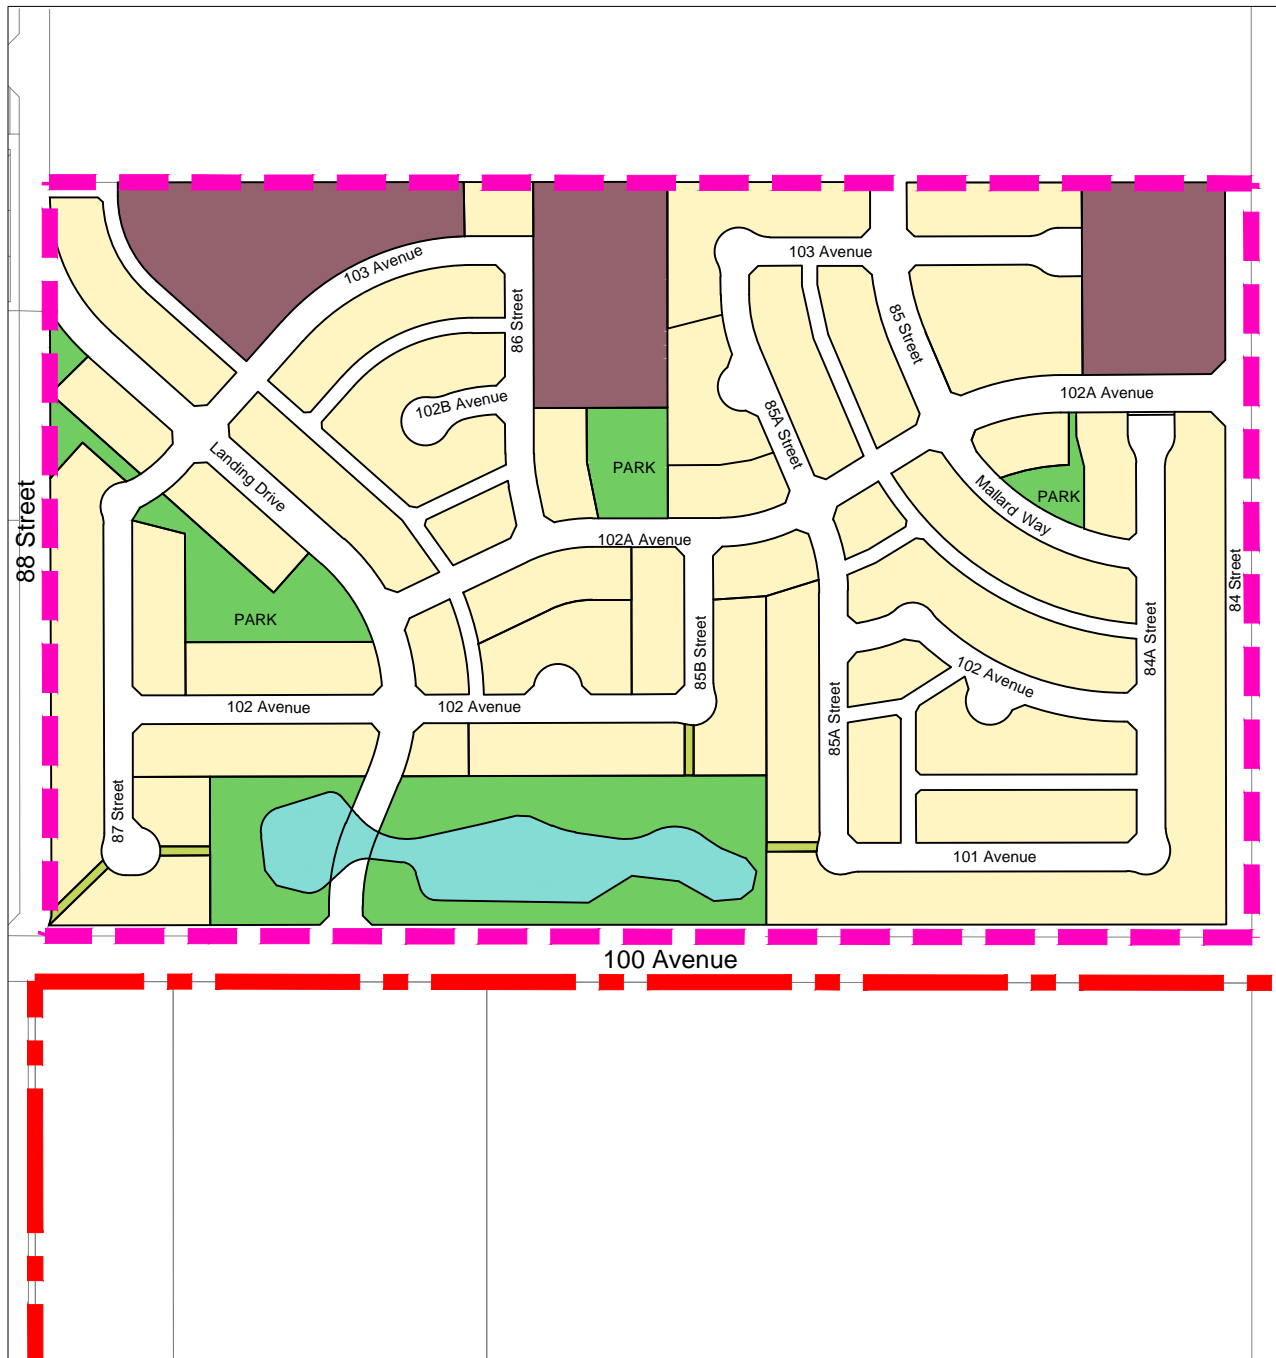 103 Avenue
103 Avenue
86 Street
85 Street
102B Avenue
102A Avenue
85A Street
Landing Drive
PARK
PARK
Mallard Way
88 Street
102A Avenue
84 Street
PARK
85B Street
84A Street
102 Avenue
102 Avenue
102 Avenue
85A Street
87 Street
101 Avenue
100 Avenue